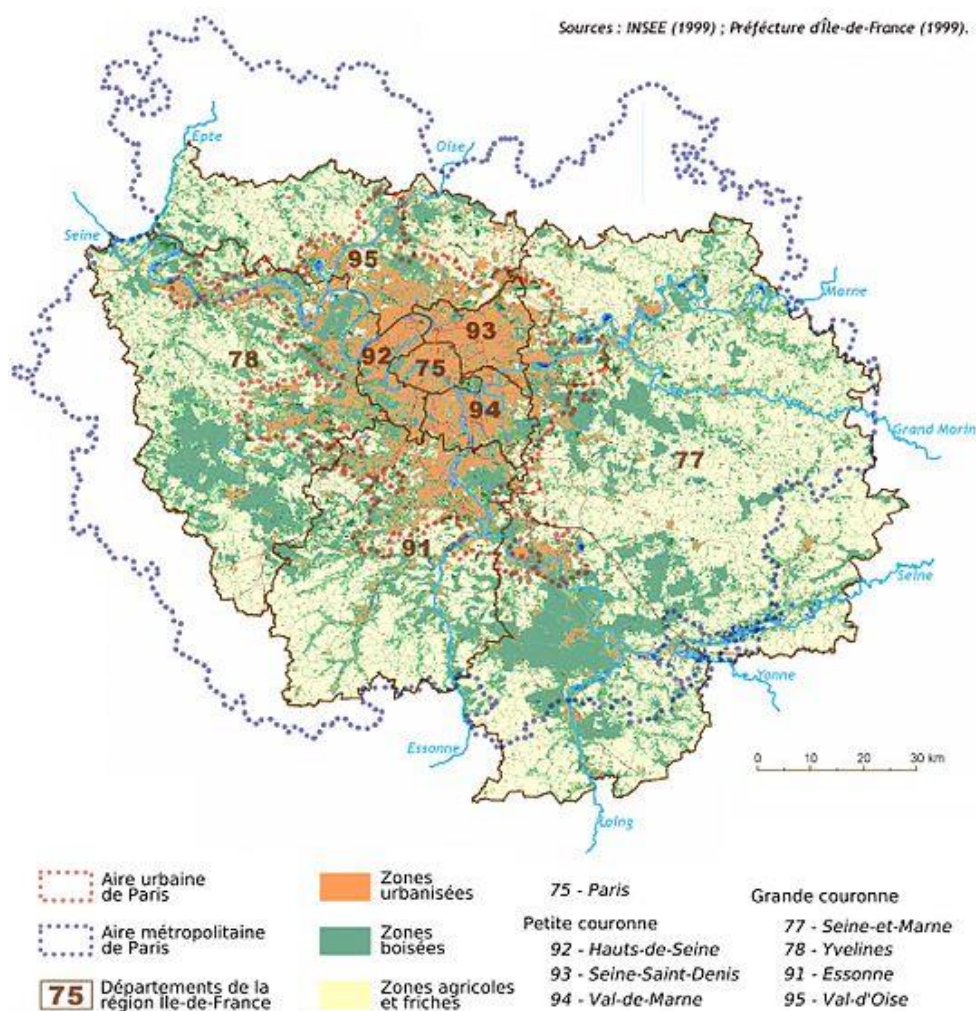 Sources : INSEE (1999) ; Préfécture d'Île-de-France (1999).
Epte
Oise
Seine
95
Marne
93
92
78
75
94
Grand Morin
77
91
Seine
Yonne
Essonne
0 10 20 30 km
Loing
Aire urbaine
de Paris
Aire métropolitaine
de Paris
75 Départements de la
région Ile-de-France
Zones
urbanisées
Zones
boisées
Zones agricoles
et friches
75 - Paris
Petite couronne
92 - Hauts-de-Seine
93 - Seine-Saint-Denis
94 - Val-de-Marne
Grande couronne
77 - Seine-et-Marne
78 - Yvelines
91 - Essonne
95 - Val-d'Oise